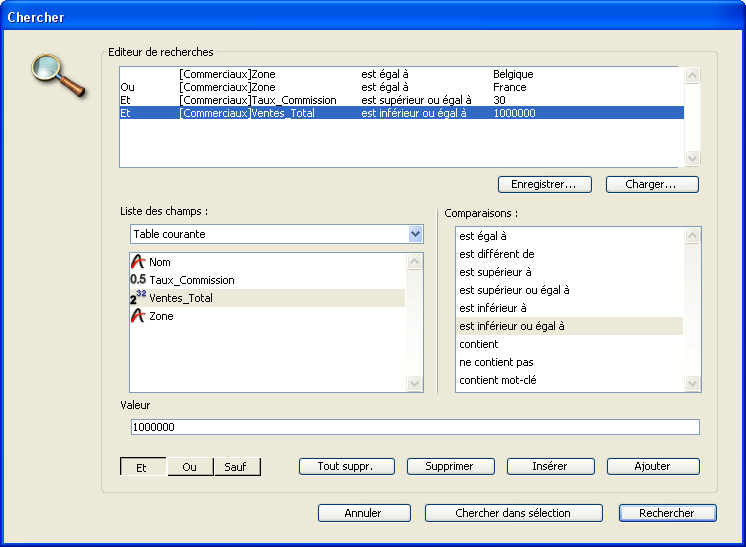 Chercher
Editeur de recherches
[Commerciaux]Zone est égal à Belgique
Ou [Commerciaux]Zone est égal à France
Et [Commerciaux]Taux_Commission est supérieur ou égal à 30
Et [Commerciaux]Ventes_Total est inférieur ou égal à 1000000
Enregistrer... Charger...
Liste des champs : Comparaisons :
Table courante
est égal à
est différent de
est supérieur à
est supérieur ou égal à
est inférieur à
est inférieur ou égal à
contient
ne contient pas
contient mot-clé
A Nom
0.5 Taux_Commission
2^32 Ventes_Total
A Zone
Valeur
1000000
Et Ou Sauf Tout suppr. Supprimer Insérer Ajouter
Annuler Chercher dans sélection Rechercher